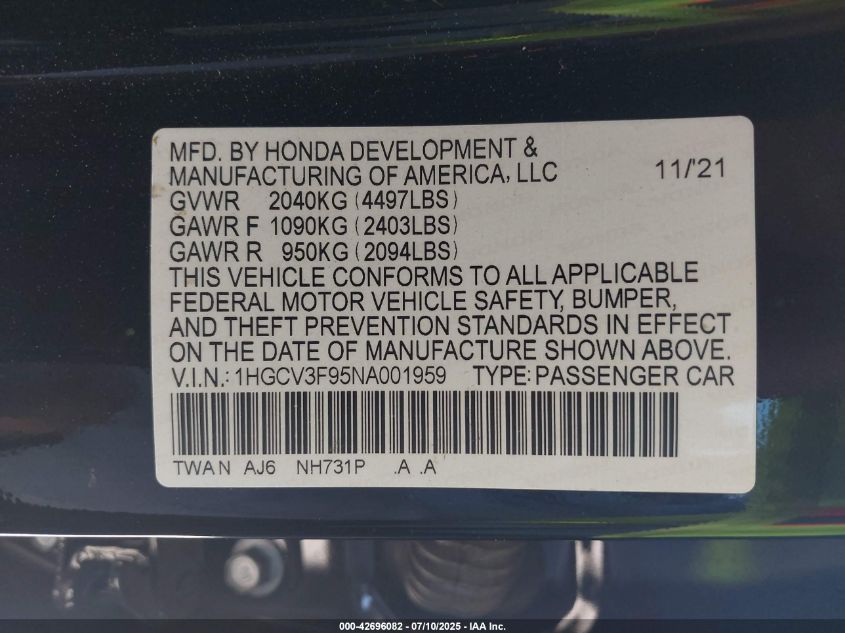 MFD. BY HONDA DEVELOPMENT &
MANUFACTURING OF AMERICA, LLC 11/'21
GVWR 2040KG (4497LBS)
GAWR F 1090KG (2403LBS)
GAWR R 950KG (2094LBS)
THIS VEHICLE CONFORMS TO ALL APPLICABLE
FEDERAL MOTOR VEHICLE SAFETY, BUMPER,
AND THEFT PREVENTION STANDARDS IN EFFECT
ON THE DATE OF MANUFACTURE SHOWN ABOVE.
V.I.N.: 1HGCV3F95NA001959 TYPE: PASSENGER CAR
TWA N AJ6 NH731P .A .A
000-42696082 - 07/10/2025 - IAA Inc.